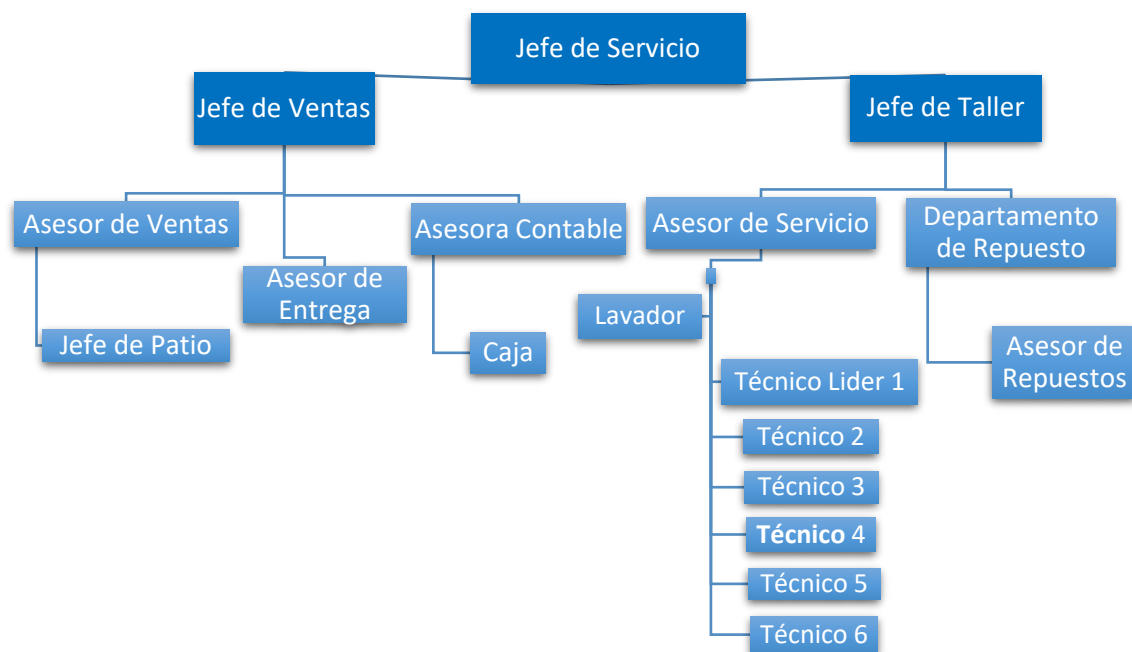 Jefe de Servicio
Jefe de Ventas
Jefe de Taller
Asesor de Ventas
Asesor de
Entrega
Asesora Contable
Asesor de Servicio
Departamento
de Repuesto
Jefe de Patio
Caja
Lavador
Técnico Lider 1
Técnico 2
Técnico 3
Técnico 4
Técnico 5
Técnico 6
Asesor de
Repuestos